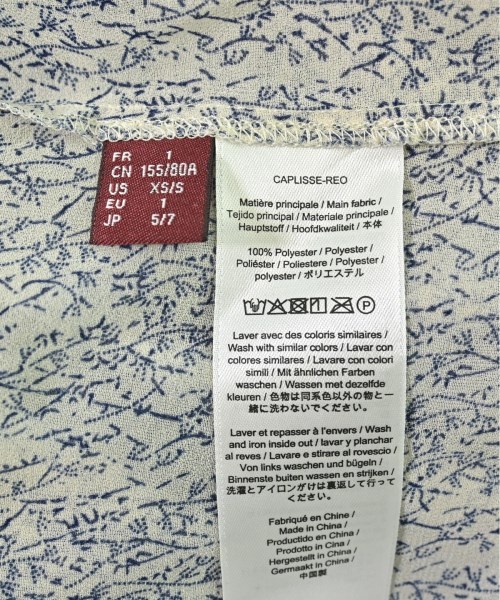 FR 1
CN 155/80A
US XS/S
EU 1
JP 5/7
CAPLISSE-REO
Matière principale / Main fabric /
Tejido principal / Materiale principale /
Hauptstoff / Hoofdkwaliteit / 本体
100% Polyester / Polyester /
Poliéster / Poliestere / Polyester /
polyester / ポリエステル
Laver avec des coloris similaires /
Wash with similar colors / Lavar con
colores similares / Lavare con colori
simili / Mit ähnlichen Farben
waschen / Wassen met dezelfde
kleuren / 色物は同系色以外の物と一
緒に洗わないでください。
Laver et repasser à l'envers / Wash
and iron inside out / lavar y planchar
al reves / Lavare e stirare al rovescio /
Von links waschen und bügeln /
Binnenste buiten wassen en strijken /
洗濯とアイロンがけは裏返して行って
ください。
Fabriqué en Chine /
Made in China /
Producto en China /
Prodotto in Cina /
Hergestellt in China /
Gemaakt in China /
中国製